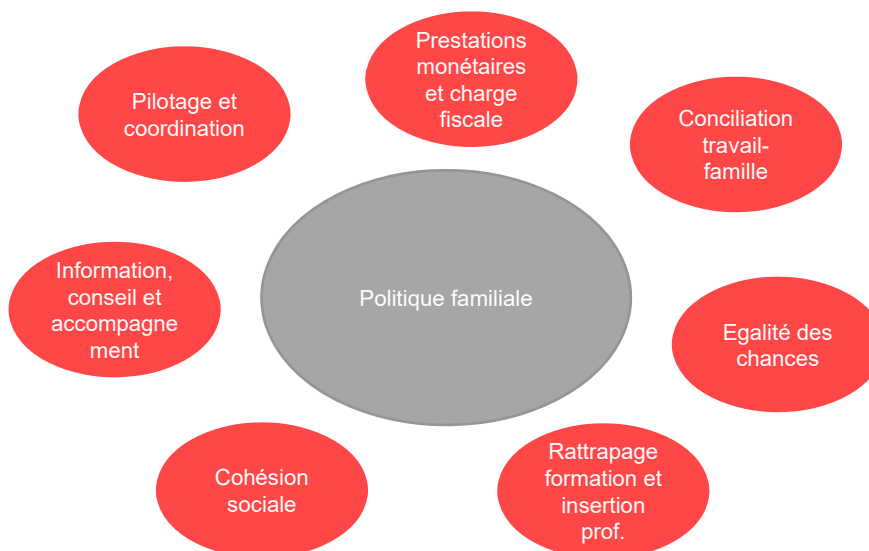 Prestations
monétaires
et charge
fiscale
Pilotage et
coordination
Conciliation
travail-
famille
Information,
conseil et
accompagne
ment
Politique familiale
Egalité des
chances
Cohésion
sociale
Rattrapage
formation et
insertion
prof.